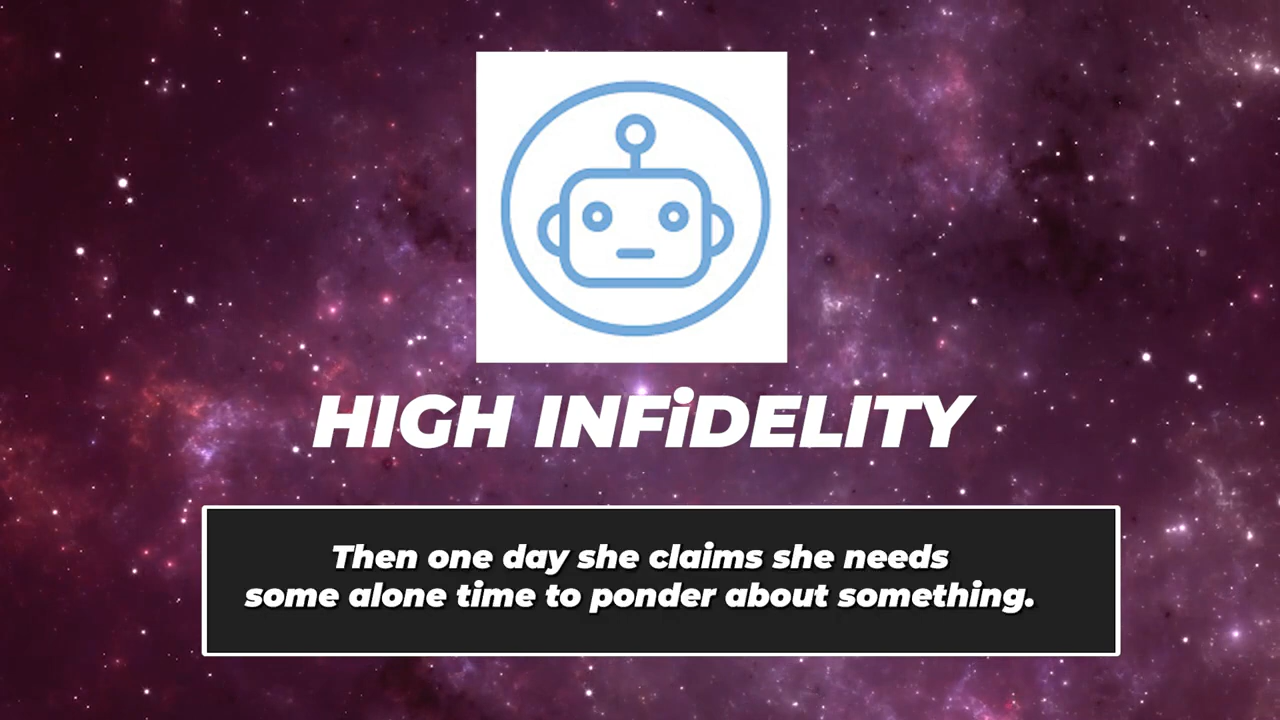 HIGH INFiDELITY
Then one day she claims she needs
some alone time to ponder about something.